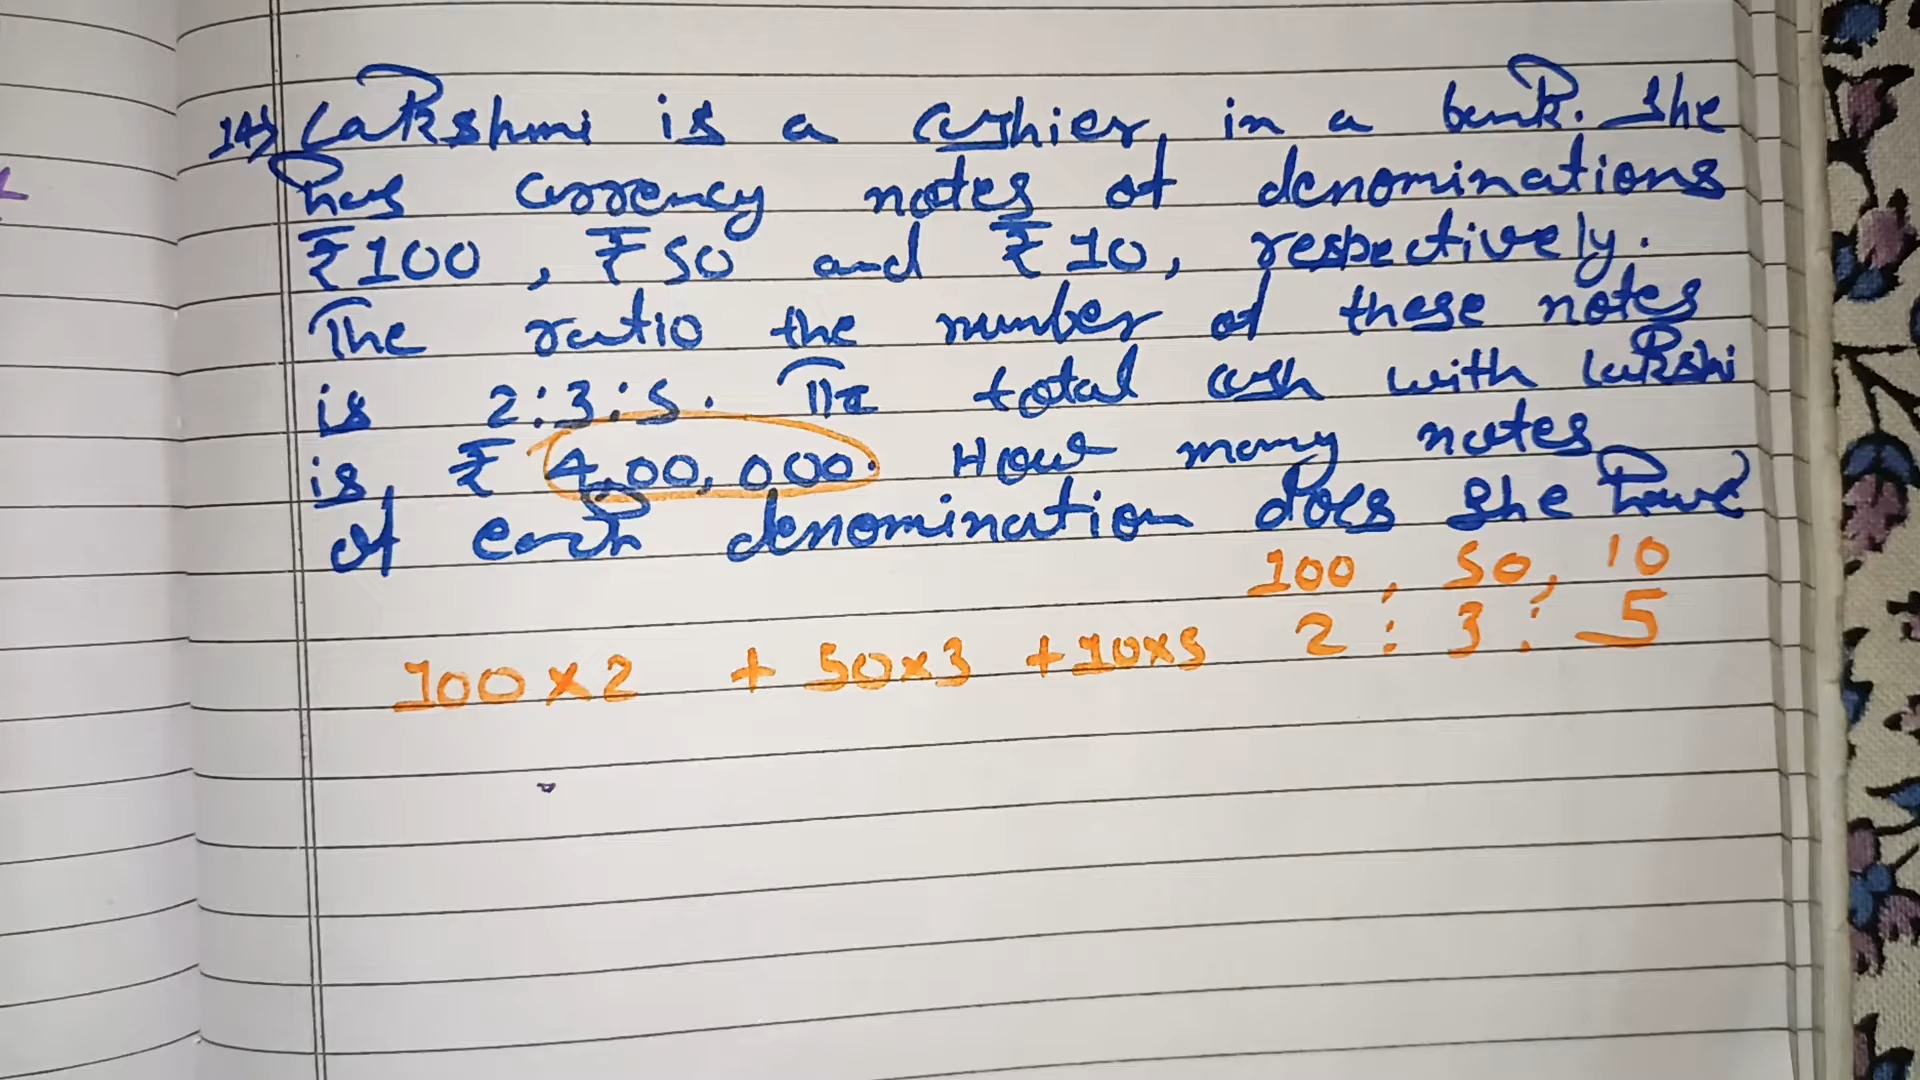 14) Lakshmi is a cashier in a bank. She
has currency notes of denominations
₹100, ₹50 and ₹10, respectively.
The ratio the number of these notes
is 2:3:5. The total cash with Lakshi
is ₹ 4,00,000. How many notes
of each denomination does she have?
100, 50, 10
2 : 3 : 5
100 × 2 + 50×3 +10×5